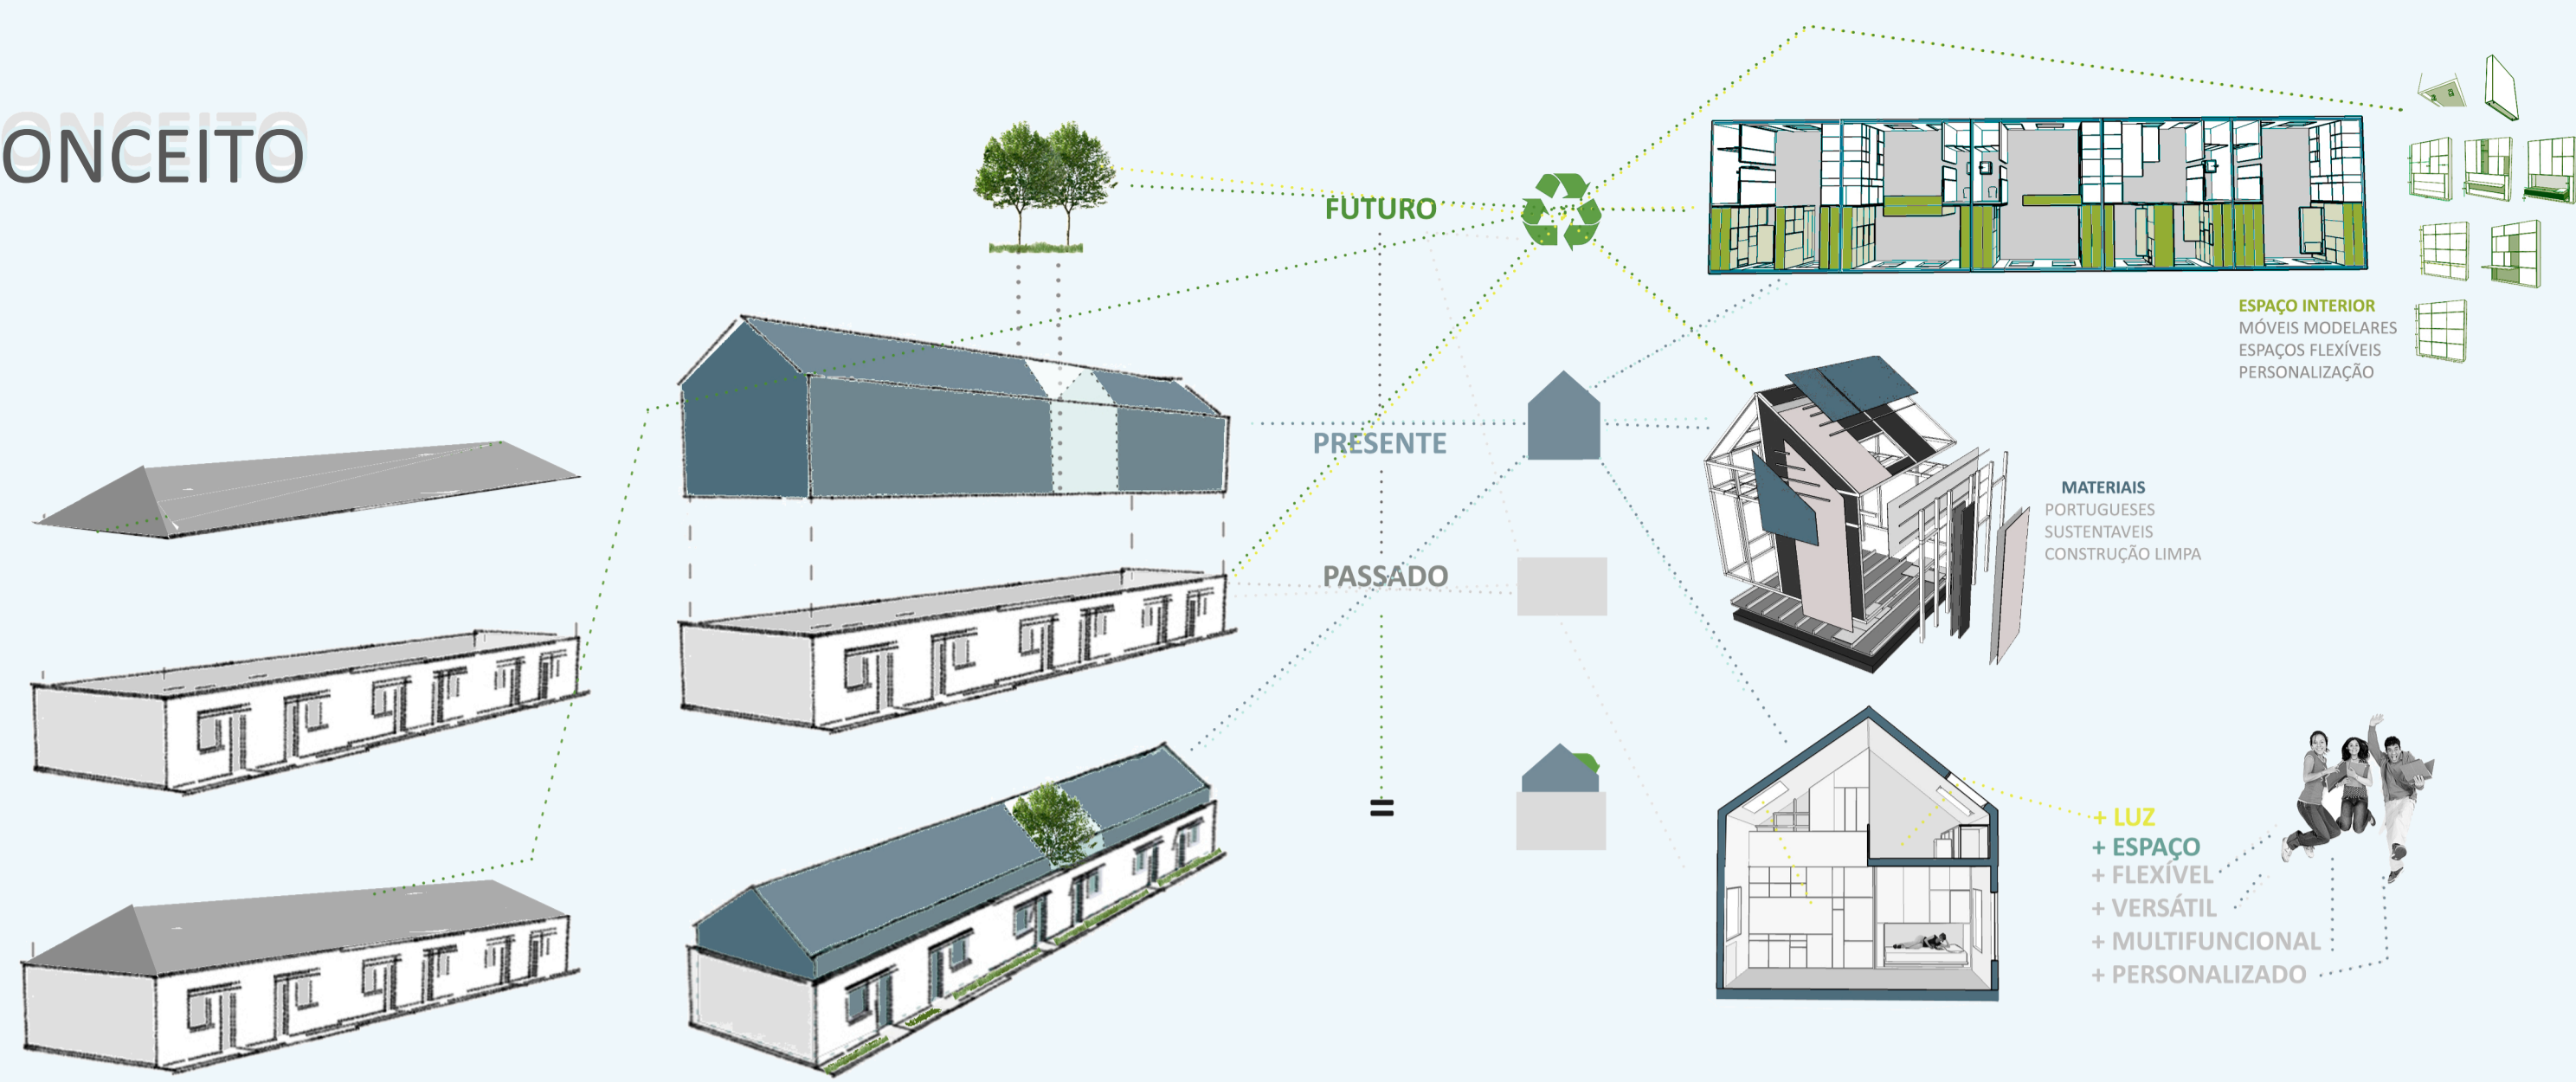 ONCEITO
FUTURO
PRESENTE
PASSADO
=
ESPAÇO INTERIOR
MÓVEIS MODELARES
ESPAÇOS FLEXÍVEIS
PERSONALIZAÇÃO
MATERIAIS
PORTUGUESES
SUSTENTAVEIS
CONSTRUÇÃO LIMPA
+ LUZ
+ ESPAÇO
+ FLEXÍVEL
+ VERSÁTIL
+ MULTIFUNCIONAL
+ PERSONALIZADO